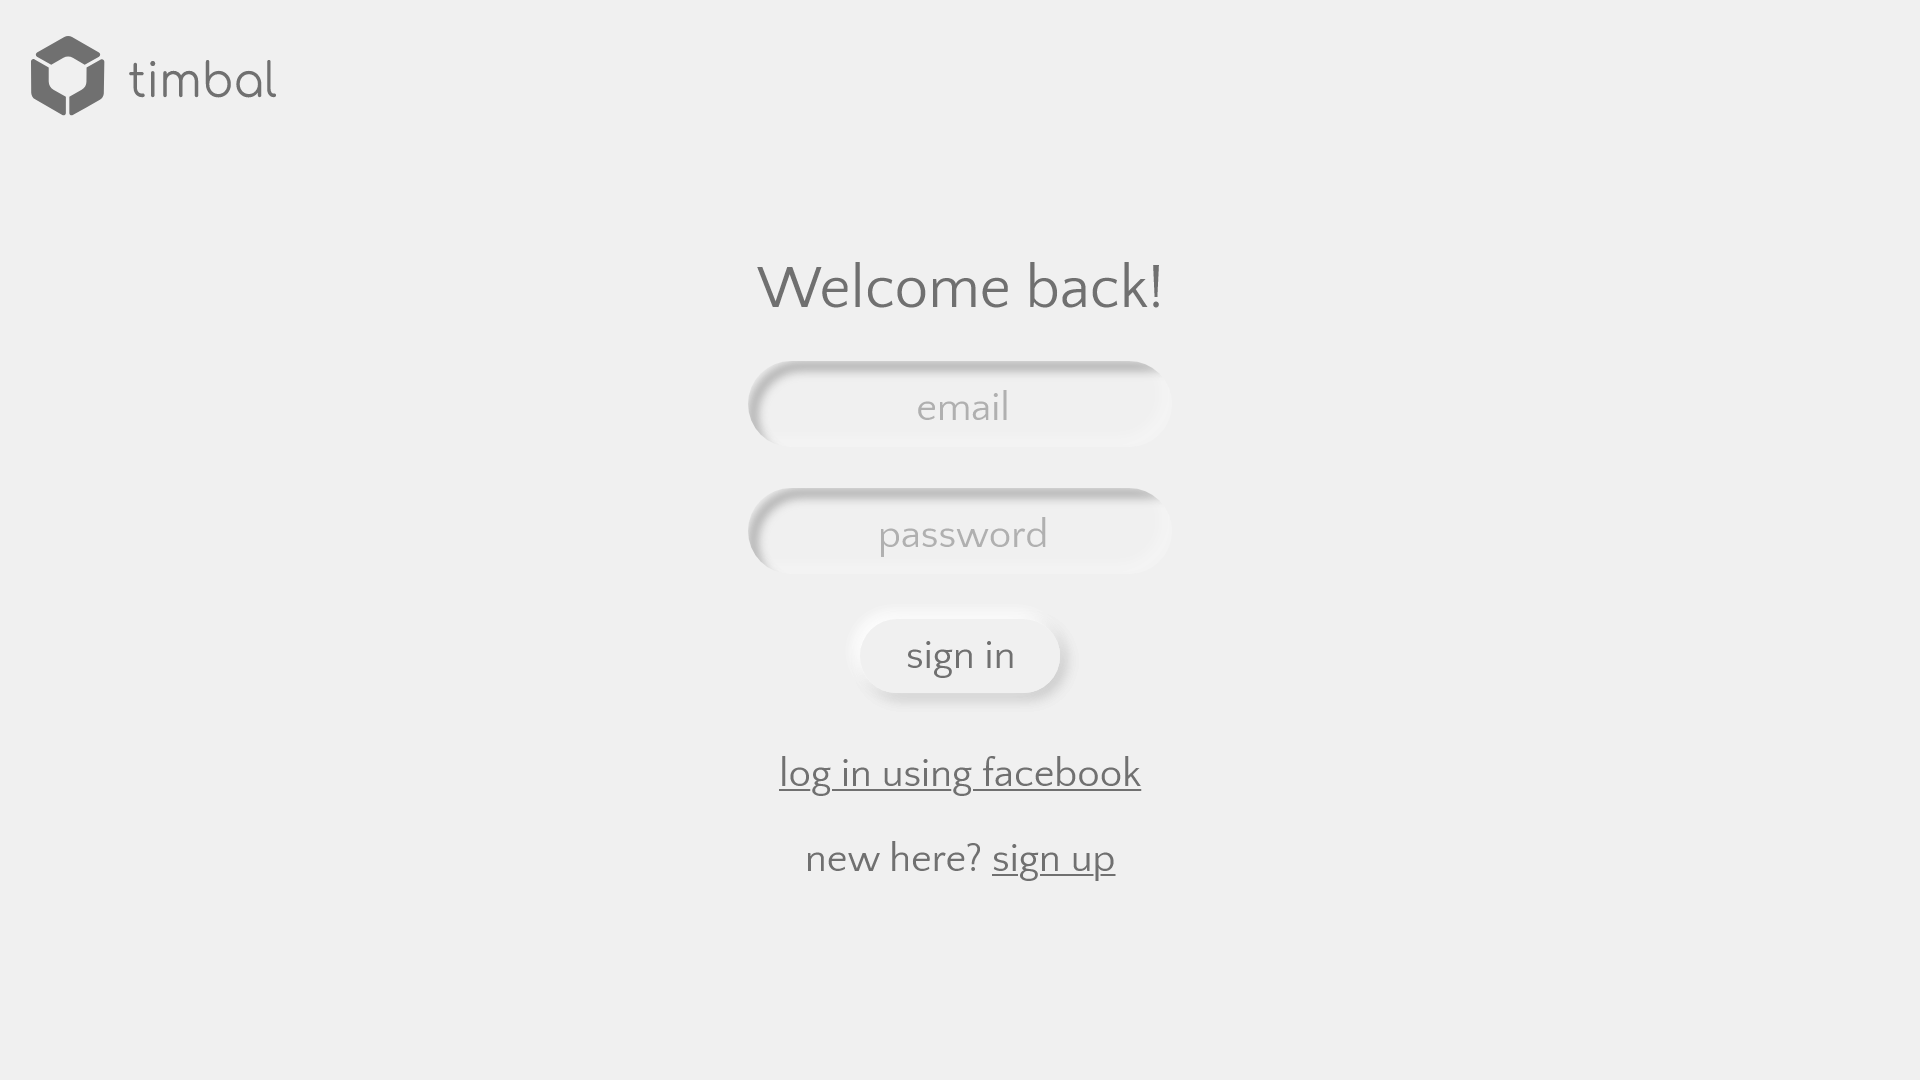 timbal
Welcome back!
email
password
sign in
log in using facebook
new here? sign up